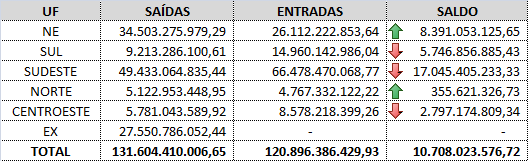 UF SAÍDAS ENTRADAS SALDO
NE 34.503.275.979,29 26.112.222.853,64 8.391.053.125,65
SUL 9.213.286.100,61 14.960.142.986,04 5.746.856.885,43
SUDESTE 49.433.064.835,44 66.478.470.068,77 17.045.405.233,33
NORTE 5.122.953.448,95 4.767.332.122,22 355.621.326,73
CENTROESTE 5.781.043.589,92 8.578.218.399,26 2.797.174.809,34
EX 27.550.786.052,44 - -
TOTAL 131.604.410.006,65 120.896.386.429,93 10.708.023.576,72